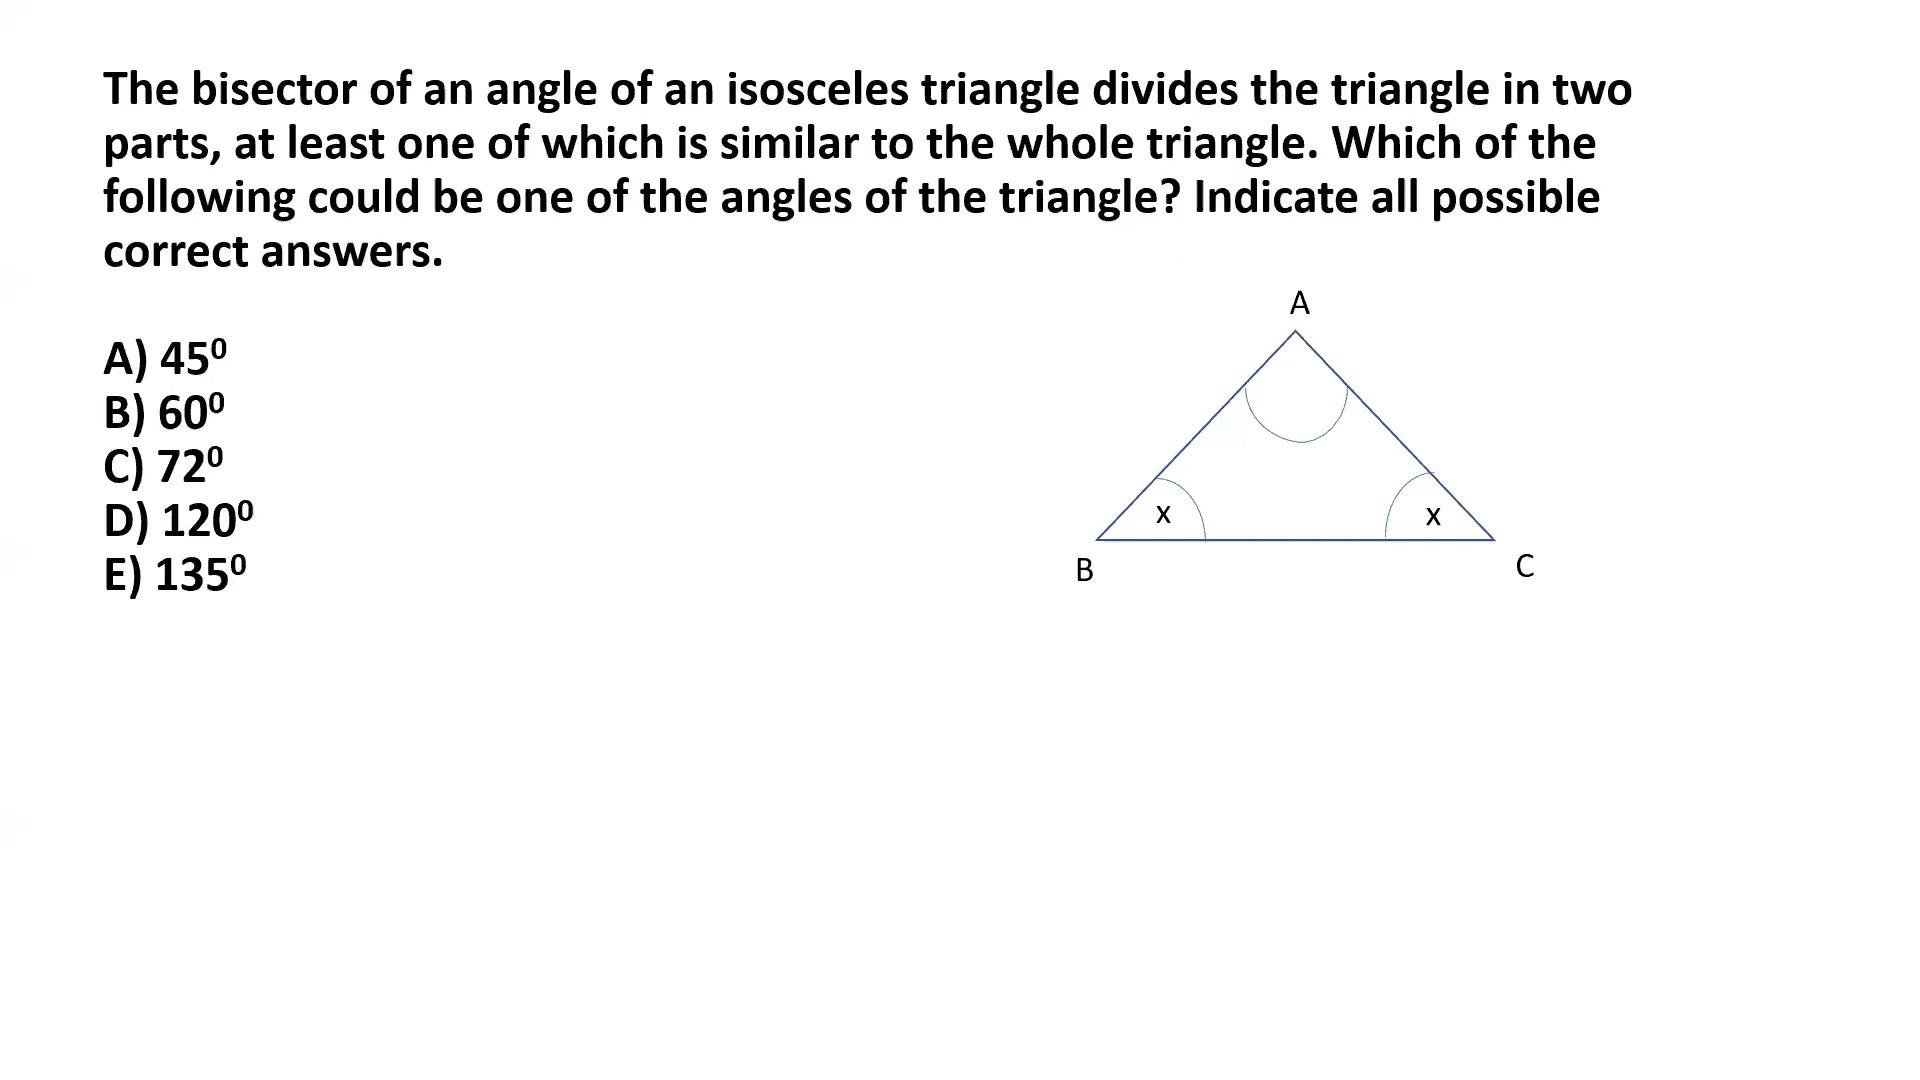 The bisector of an angle of an isosceles triangle divides the triangle in two
parts, at least one of which is similar to the whole triangle. Which of the
following could be one of the angles of the triangle? Indicate all possible
correct answers.
A) 45⁰
B) 60⁰
C) 72⁰
D) 120⁰
E) 135⁰
A
x
x
B
C